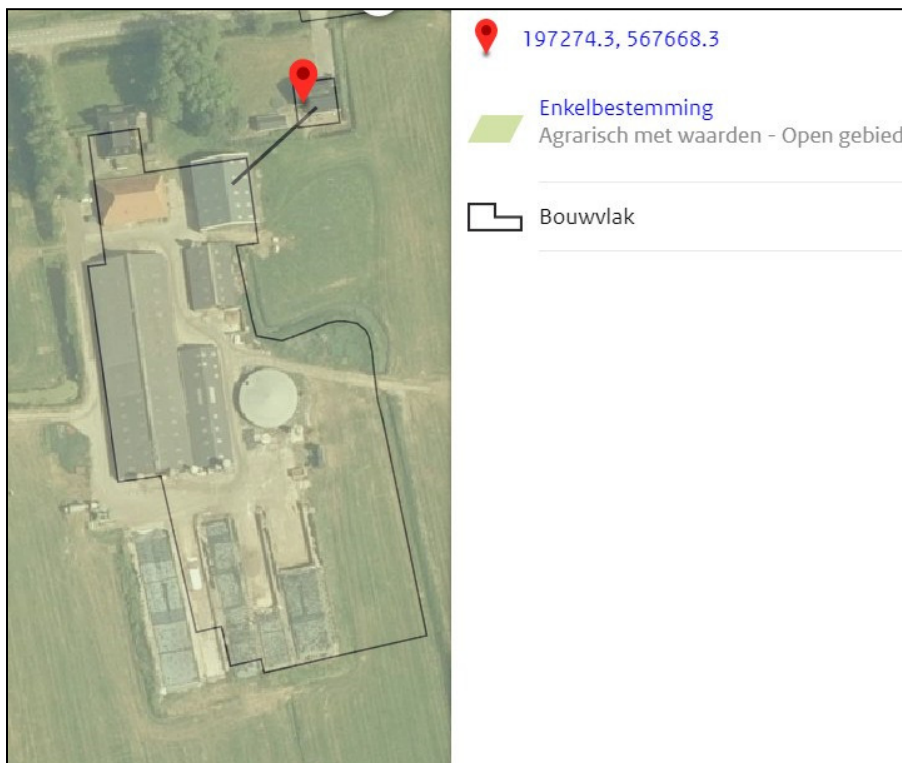 197274.3, 567668.3
Enkelbestemming
Agrarisch met waarden - Open gebied
Bouwvlak